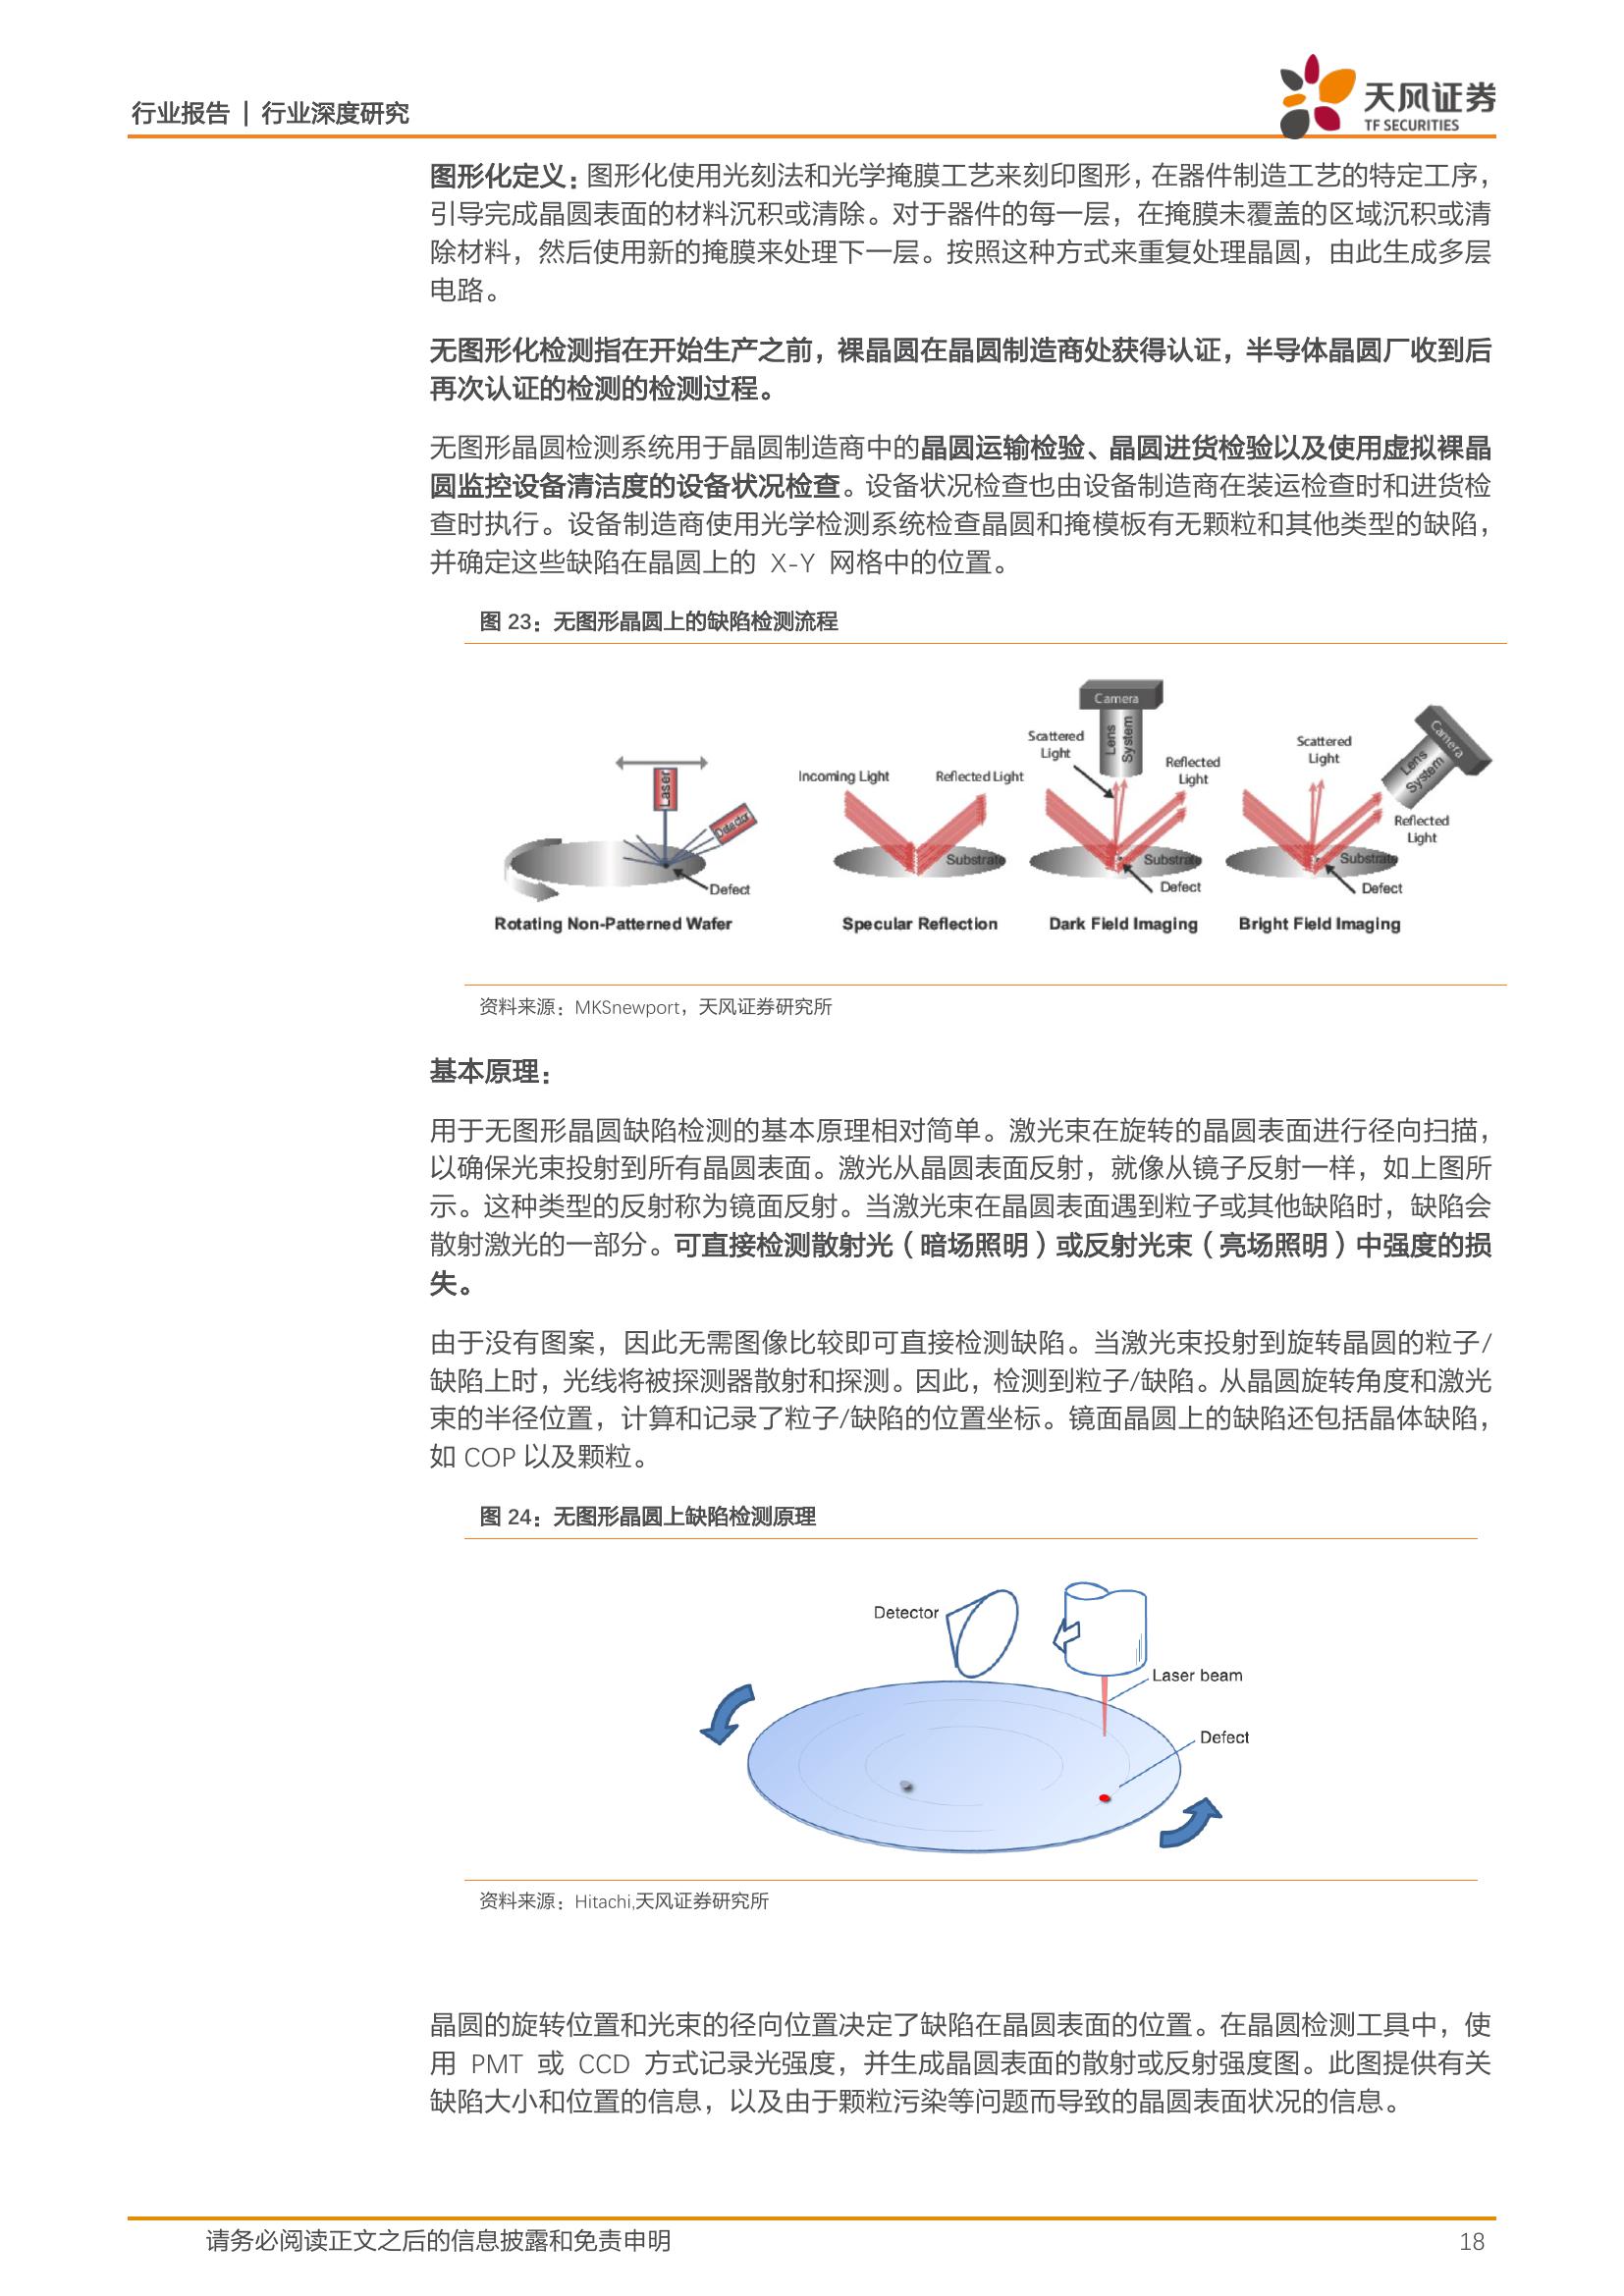 行业报告 | 行业深度研究
天风证券
TF SECURITIES
图形化定义：图形化使用光刻法和光学掩膜工艺来刻印图形，在器件制造工艺的特定工序，
引导完成晶圆表面的材料沉积或清除。对于器件的每一层，在掩膜未覆盖的区域沉积或清
除材料，然后使用新的掩膜来处理下一层。按照这种方式来重复处理晶圆，由此生成多层
电路。
无图形化检测指在开始生产之前，裸晶圆在晶圆制造商处获得认证，半导体晶圆厂收到后
再次认证的检测的检测过程。
无图形晶圆检测系统用于晶圆制造商中的晶圆运输检验、晶圆进货检验以及使用虚拟裸晶
圆监控设备清洁度的设备状况检查。设备状况检查也由设备制造商在装运检查时和进货检
查时执行。设备制造商使用光学检测系统检查晶圆和掩模板有无颗粒和其他类型的缺陷，
并确定这些缺陷在晶圆上的 X-Y 网格中的位置。
图 23：无图形晶圆上的缺陷检测流程
Laser
Detector
Defect
Rotating Non-Patterned Wafer
Incoming Light
Reflected Light
Substrate
Specular Reflection
Camera
Lens
System
Scattered
Light
Reflected
Light
Substrate
Defect
Dark Field Imaging
Scattered
Light
Camera
Lens
System
Reflected
Light
Substrate
Defect
Bright Field Imaging
资料来源：MKSnewport，天风证券研究所
基本原理：
用于无图形晶圆缺陷检测的基本原理相对简单。激光束在旋转的晶圆表面进行径向扫描，
以确保光束投射到所有晶圆表面。激光从晶圆表面反射，就像从镜子反射一样，如上图所
示。这种类型的反射称为镜面反射。当激光束在晶圆表面遇到粒子或其他缺陷时，缺陷会
散射激光的一部分。可直接检测散射光（暗场照明）或反射光束（亮场照明）中强度的损
失。
由于没有图案，因此无需图像比较即可直接检测缺陷。当激光束投射到旋转晶圆的粒子/
缺陷上时，光线将被探测器散射和探测。因此，检测到粒子/缺陷。从晶圆旋转角度和激光
束的半径位置，计算和记录了粒子/缺陷的位置坐标。镜面晶圆上的缺陷还包括晶体缺陷，
如 COP 以及颗粒。
图 24：无图形晶圆上缺陷检测原理
Detector
Laser beam
Defect
资料来源：Hitachi,天风证券研究所
晶圆的旋转位置和光束的径向位置决定了缺陷在晶圆表面的位置。在晶圆检测工具中，使
用 PMT 或 CCD 方式记录光强度，并生成晶圆表面的散射或反射强度图。此图提供有关
缺陷大小和位置的信息，以及由于颗粒污染等问题而导致的晶圆表面状况的信息。
请务必阅读正文之后的信息披露和免责申明
18